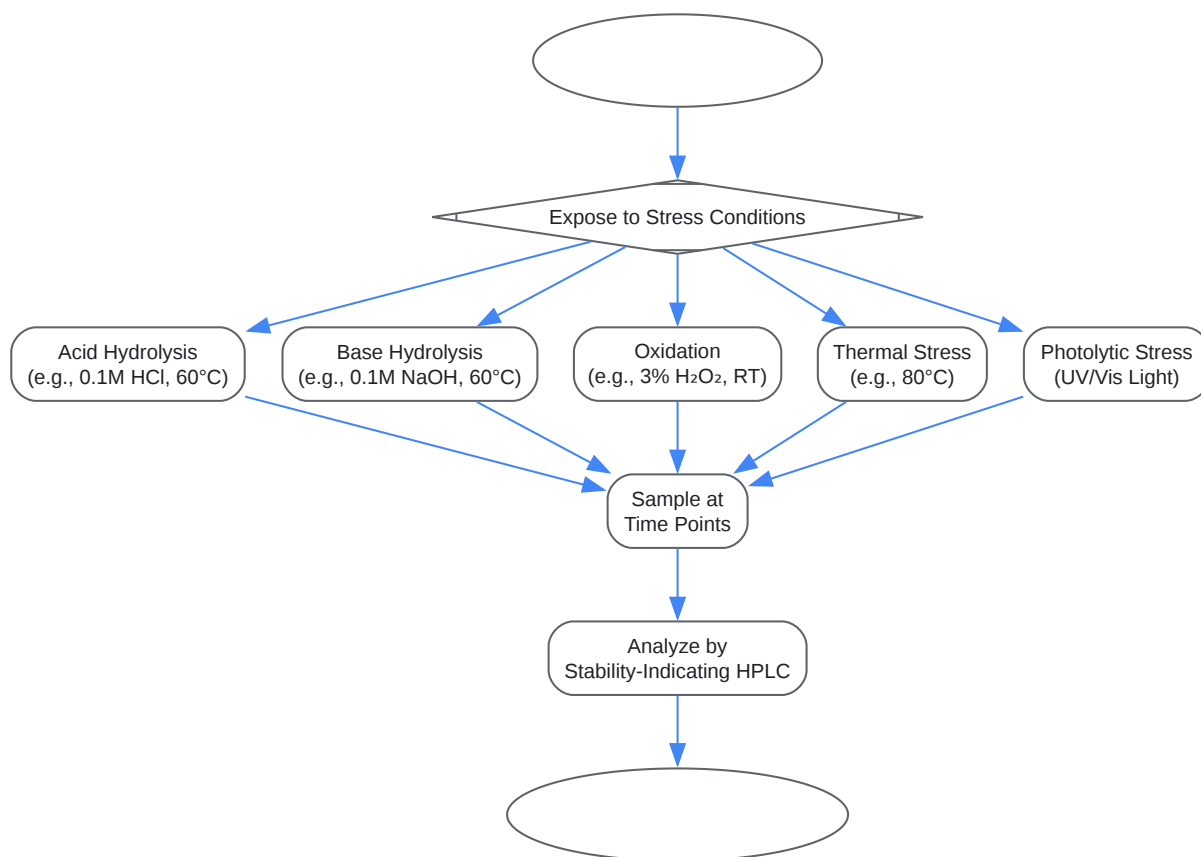 Expose to Stress Conditions
Acid Hydrolysis
(e.g., 0.1M HCl, 60°C)
Base Hydrolysis
(e.g., 0.1M NaOH, 60°C)
Oxidation
(e.g., 3% H₂O₂, RT)
Thermal Stress
(e.g., 80°C)
Photolytic Stress
(UV/Vis Light)
Sample at
Time Points
Analyze by
Stability-Indicating HPLC